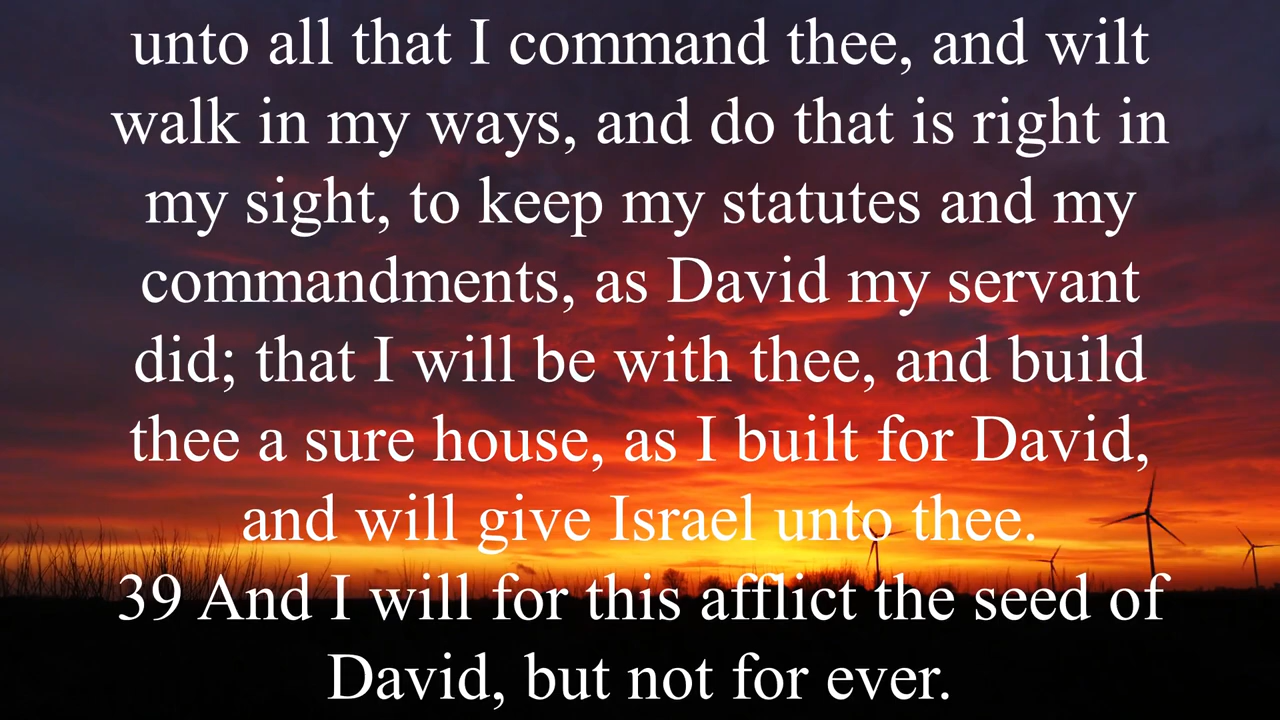 unto all that I command thee, and wilt
walk in my ways, and do that is right in
my sight, to keep my statutes and my
commandments, as David my servant
did; that I will be with thee, and build
thee a sure house, as I built for David,
and will give Israel unto thee.
39 And I will for this afflict the seed of
David, but not for ever.